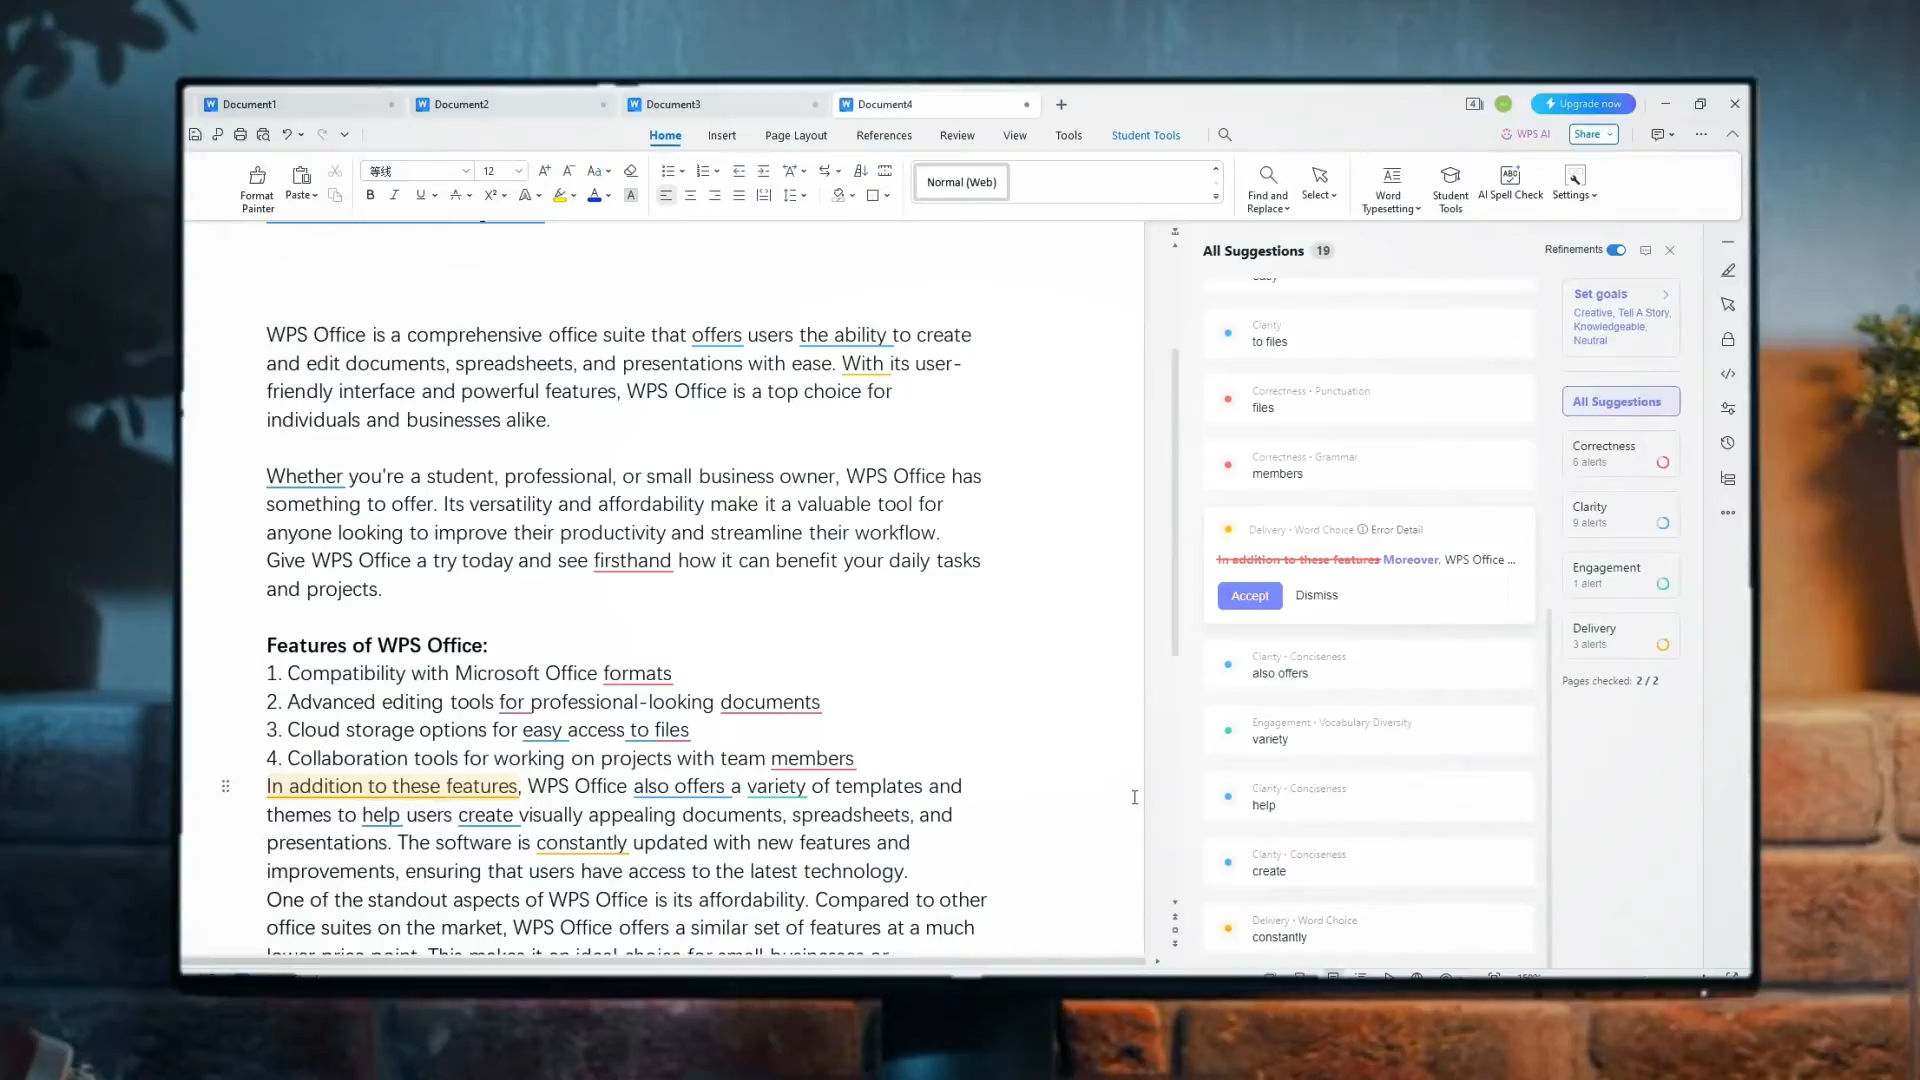 Document1
Document2
Document3
Document4
4
Upgrade now
Home
Insert
Page Layout
References
Review
View
Tools
Student Tools
WPS AI
Share
Format
Painter
Paste
等线
12
Normal (Web)
Find and
Replace
Select
Word
Typesetting
Student
Tools
AI Spell Check
Settings
WPS Office is a comprehensive office suite that offers users the ability to create
and edit documents, spreadsheets, and presentations with ease. With its user-
friendly interface and powerful features, WPS Office is a top choice for
individuals and businesses alike.
Whether you're a student, professional, or small business owner, WPS Office has
something to offer. Its versatility and affordability make it a valuable tool for
anyone looking to improve their productivity and streamline their workflow.
Give WPS Office a try today and see firsthand how it can benefit your daily tasks
and projects.
Features of WPS Office:
1. Compatibility with Microsoft Office formats
2. Advanced editing tools for professional-looking documents
3. Cloud storage options for easy access to files
4. Collaboration tools for working on projects with team members
In addition to these features, WPS Office also offers a variety of templates and
themes to help users create visually appealing documents, spreadsheets, and
presentations. The software is constantly updated with new features and
improvements, ensuring that users have access to the latest technology.
One of the standout aspects of WPS Office is its affordability. Compared to other
office suites on the market, WPS Office offers a similar set of features at a much
lower price point. This makes it an ideal choice for small businesses or
All Suggestions 19
Refinements
easy
Clarity
to files
Correctness • Punctuation
files
Correctness • Grammar
members
Delivery • Word Choice Error Detail
In addition to these features Moreover, WPS Office ...
Accept
Dismiss
Clarity • Conciseness
also offers
Engagement • Vocabulary Diversity
variety
Clarity • Conciseness
help
Clarity • Conciseness
create
Delivery • Word Choice
constantly
Set goals
Creative, Tell A Story,
Knowledgeable,
Neutral
All Suggestions
Correctness
6 alerts
Clarity
9 alerts
Engagement
1 alert
Delivery
3 alerts
Pages checked: 2 / 2